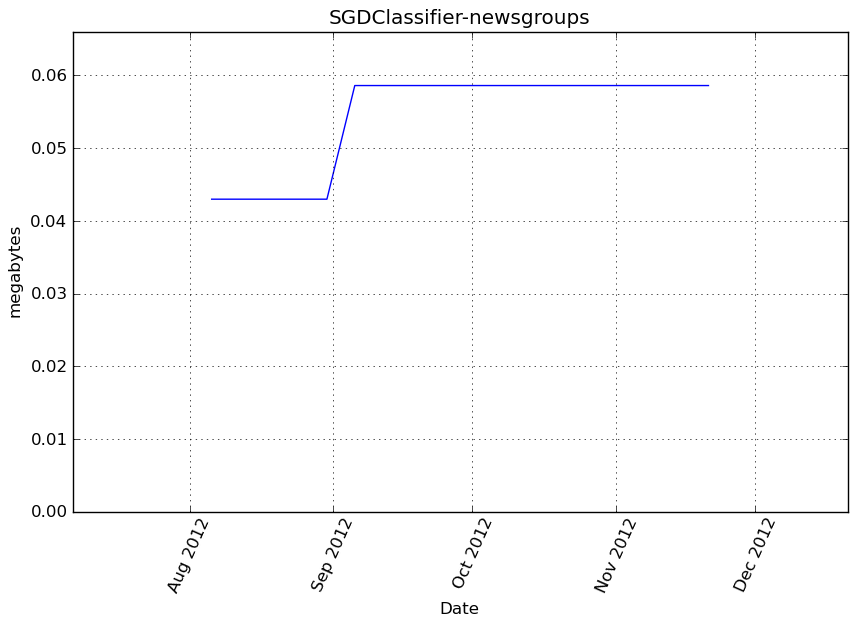 SGDClassifier-newsgroups
0.06
0.05
0.04
0.03
0.02
0.01
0.00
megabytes
Aug 2012
Sep 2012
Oct 2012
Nov 2012
Dec 2012
Date